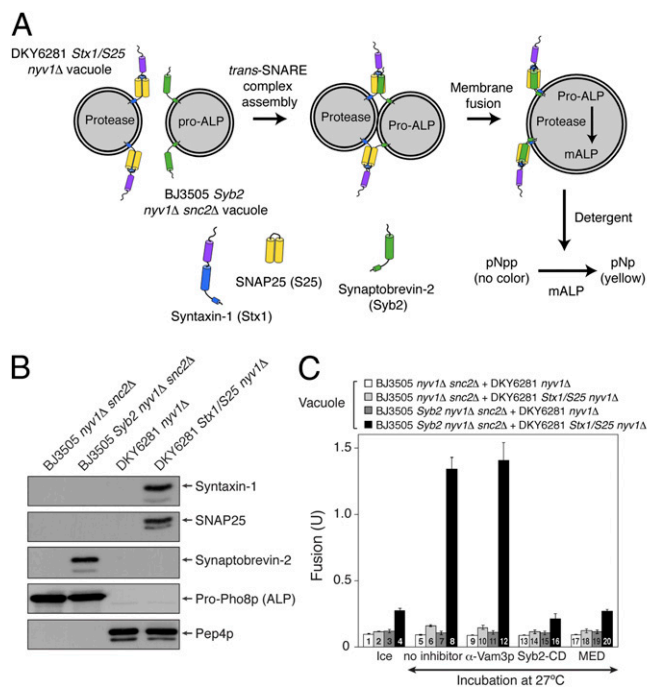 A
DKY6281 Stx1/S25
nyv1Δ vacuole
trans-SNARE
complex
assembly
Membrane
fusion
Protease
pro-ALP
Protease
Pro-ALP
Pro-ALP
Protease
mALP
BJ3505 Syb2
nyv1Δ snc2Δ vacuole
Detergent
SNAP25 (S25)
Syntaxin-1 (Stx1)
Synaptobrevin-2
(Syb2)
pNpp
(no color)
mALP
pNp
(yellow)
B
BJ3505 nyv1Δ snc2Δ
BJ3505 Syb2 nyv1Δ snc2Δ
DKY6281 nyv1Δ
DKY6281 Stx1/S25 nyv1Δ
Syntaxin-1
SNAP25
Synaptobrevin-2
Pro-Pho8p (ALP)
Pep4p
C
Vacuole
BJ3505 nyv1Δ snc2Δ + DKY6281 nyv1Δ
BJ3505 nyv1Δ snc2Δ + DKY6281 Stx1/S25 nyv1Δ
BJ3505 Syb2 nyv1Δ snc2Δ + DKY6281 nyv1Δ
BJ3505 Syb2 nyv1Δ snc2Δ + DKY6281 Stx1/S25 nyv1Δ
Fusion (U)
1.5
1.0
0.5
0
1 2 3 4 5 6 7 8 9 10 11 12 13 14 15 16 17 18 19 20
Ice no inhibitor α-Vam3p Syb2-CD MED
Incubation at 27ºC